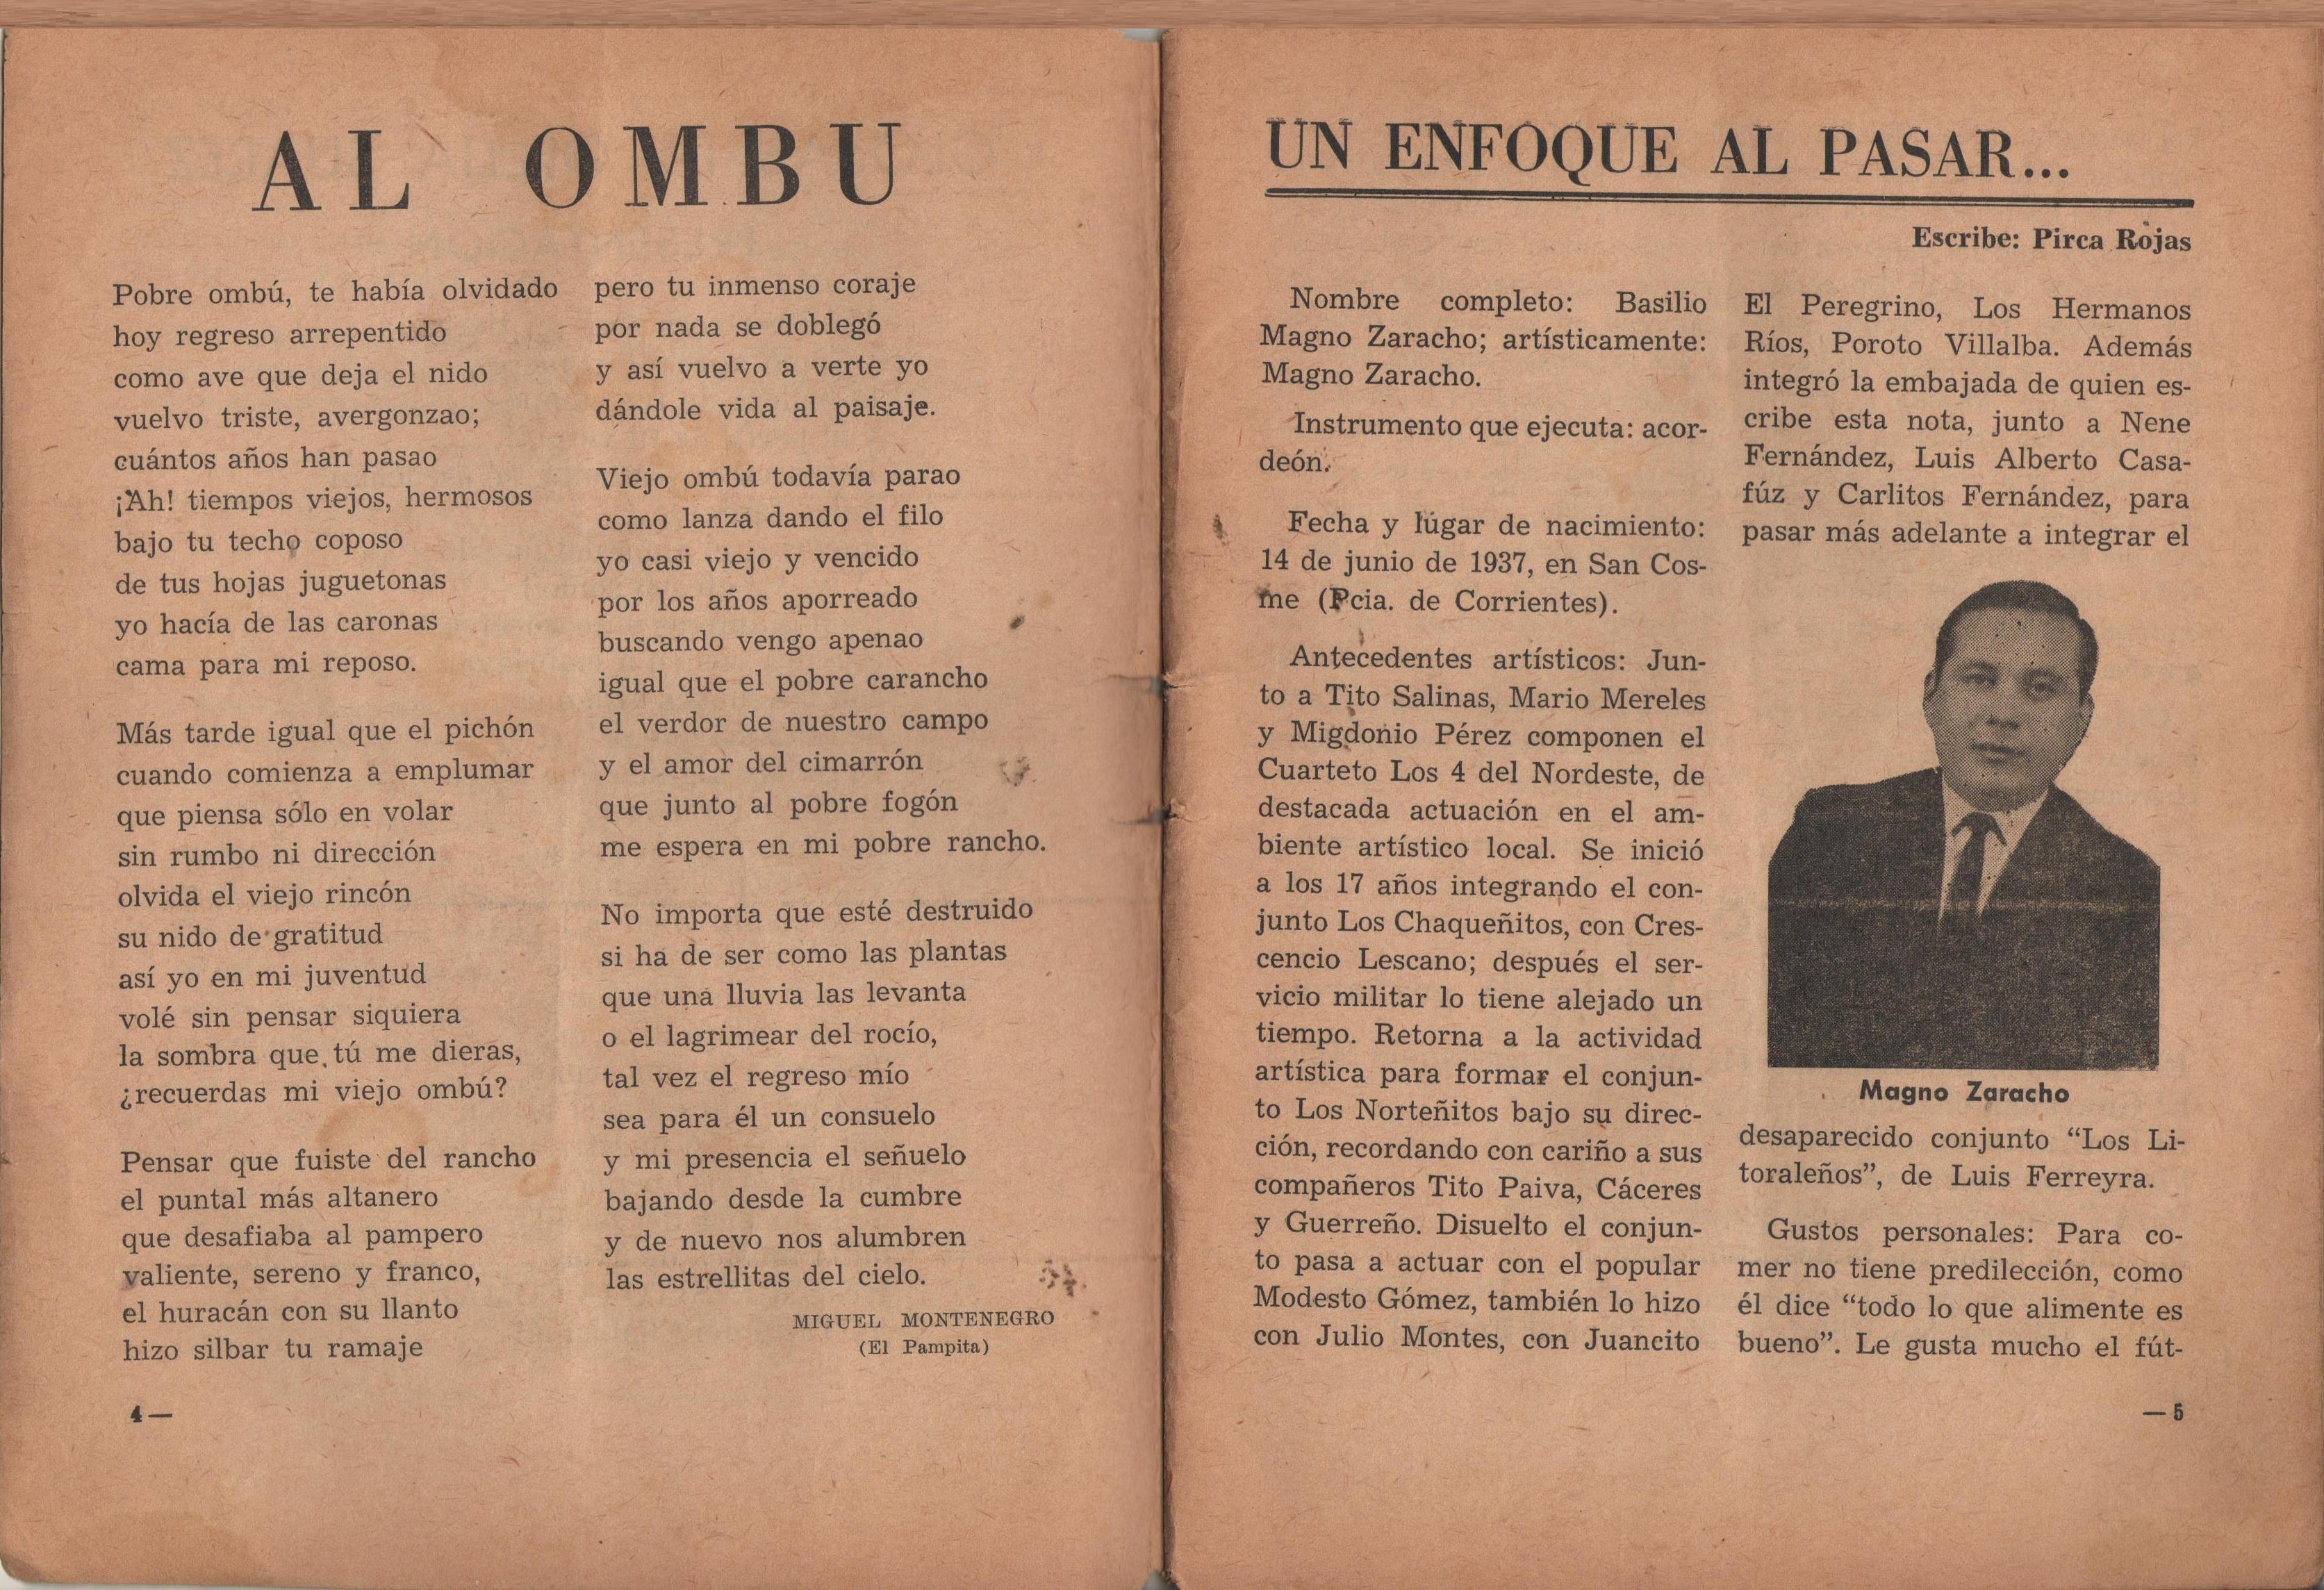 AL OMBU
Pobre ombú, te había olvidado
hoy regreso arrepentido
como ave que deja el nido
vuelvo triste, avergonzao;
cuántos años han pasao
¡Ah! tiempos viejos, hermosos
bajo tu techo coposo
de tus hojas juguetonas
yo hacía de las caronas
cama para mi reposo.
Más tarde igual que el pichón
cuando comienza a emplumar
que piensa sólo en volar
sin rumbo ni dirección
olvida el viejo rincón
su nido de gratitud
así yo en mi juventud
volé sin pensar siquiera
la sombra que tú me dieras,
¿recuerdas mi viejo ombú?
Pensar que fuiste del rancho
el puntal más altanero
que desafiaba al pampero
valiente, sereno y franco,
el huracán con su llanto
hizo silbar tu ramaje
pero tu inmenso coraje
por nada se doblegó
y así vuelvo a verte yo
dándole vida al paisaje.
Viejo ombú todavía parao
como lanza dando el filo
yo casi viejo y vencido
por los años aporreado
buscando vengo apenao
igual que el pobre carancho
el verdor de nuestro campo
y el amor del cimarrón
que junto al pobre fogón
me espera en mi pobre rancho.
No importa que esté destruido
si ha de ser como las plantas
que una lluvia las levanta
o el lagrimear del rocío,
tal vez el regreso mío
sea para él un consuelo
y mi presencia el señuelo
bajando desde la cumbre
y de nuevo nos alumbren
las estrellitas del cielo.
MIGUEL MONTENEGRO
(El Pampita)
4 —
UN ENFOQUE AL PASAR...
Escribe: Pirca Rojas
Nombre completo: Basilio
Magno Zaracho; artísticamente:
Magno Zaracho.
Instrumento que ejecuta: acor-
deón.
Fecha y lugar de nacimiento:
14 de junio de 1937, en San Cos-
me (Pcia. de Corrientes).
Antecedentes artísticos: Jun-
to a Tito Salinas, Mario Mereles
y Migdonio Pérez componen el
Cuarteto Los 4 del Nordeste, de
destacada actuación en el am-
biente artístico local. Se inició
a los 17 años integrando el con-
junto Los Chaqueñitos, con Cres-
cencio Lescano; después el ser-
vicio militar lo tiene alejado un
tiempo. Retorna a la actividad
artística para formar el conjun-
to Los Norteñitos bajo su direc-
ción, recordando con cariño a sus
compañeros Tito Paiva, Cáceres
y Guerreño. Disuelto el conjun-
to pasa a actuar con el popular
Modesto Gómez, también lo hizo
con Julio Montes, con Juancito
El Peregrino, Los Hermanos
Ríos, Poroto Villalba. Además
integró la embajada de quien es-
cribe esta nota, junto a Nene
Fernández, Luis Alberto Casa-
fúz y Carlitos Fernández, para
pasar más adelante a integrar el
Magno Zaracho
desaparecido conjunto “Los Li-
toraleños”, de Luis Ferreyra.
Gustos personales: Para co-
mer no tiene predilección, como
él dice “todo lo que alimente es
bueno”. Le gusta mucho el fút-
— 5